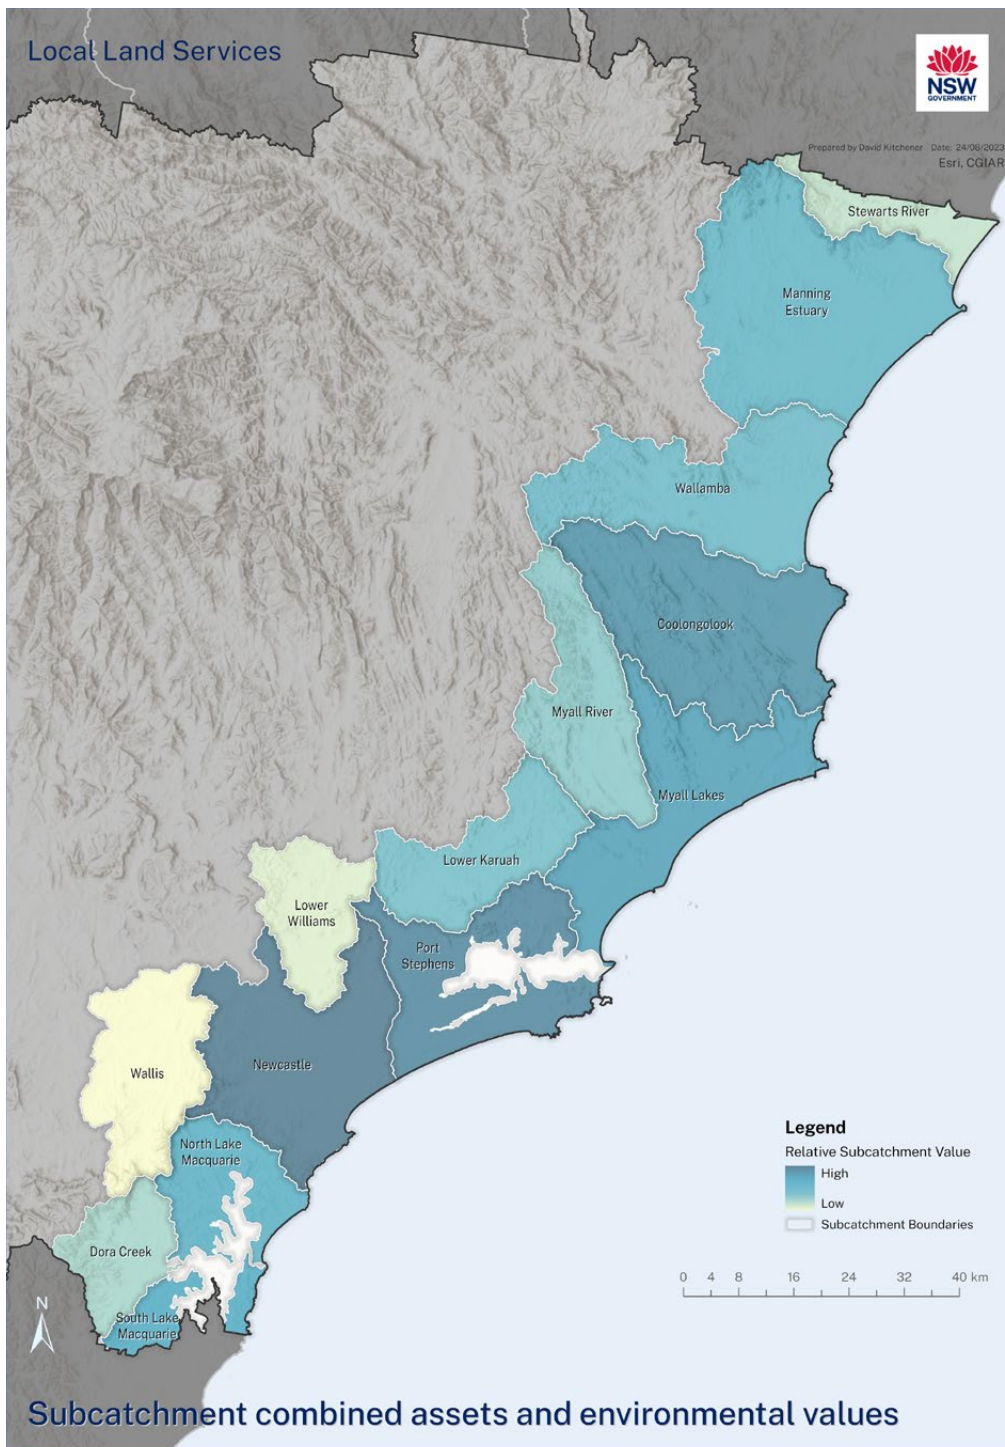 Local Land Services
NSW
GOVERNMENT
Prepared by David Kitchener Date: 24/08/2023
Esri, CGIAR
Stewarts River
Manning
Estuary
Wallamba
Coolongolook
Myall River
Myall Lakes
Lower Karuah
Lower
Williams
Port
Stephens
Newcastle
Wallis
North Lake
Macquarie
Dora Creek
South Lake
Macquarie
Legend
Relative Subcatchment Value
High
Low
Subcatchment Boundaries
0 4 8 16 24 32 40 km
N
Subcatchment combined assets and environmental values